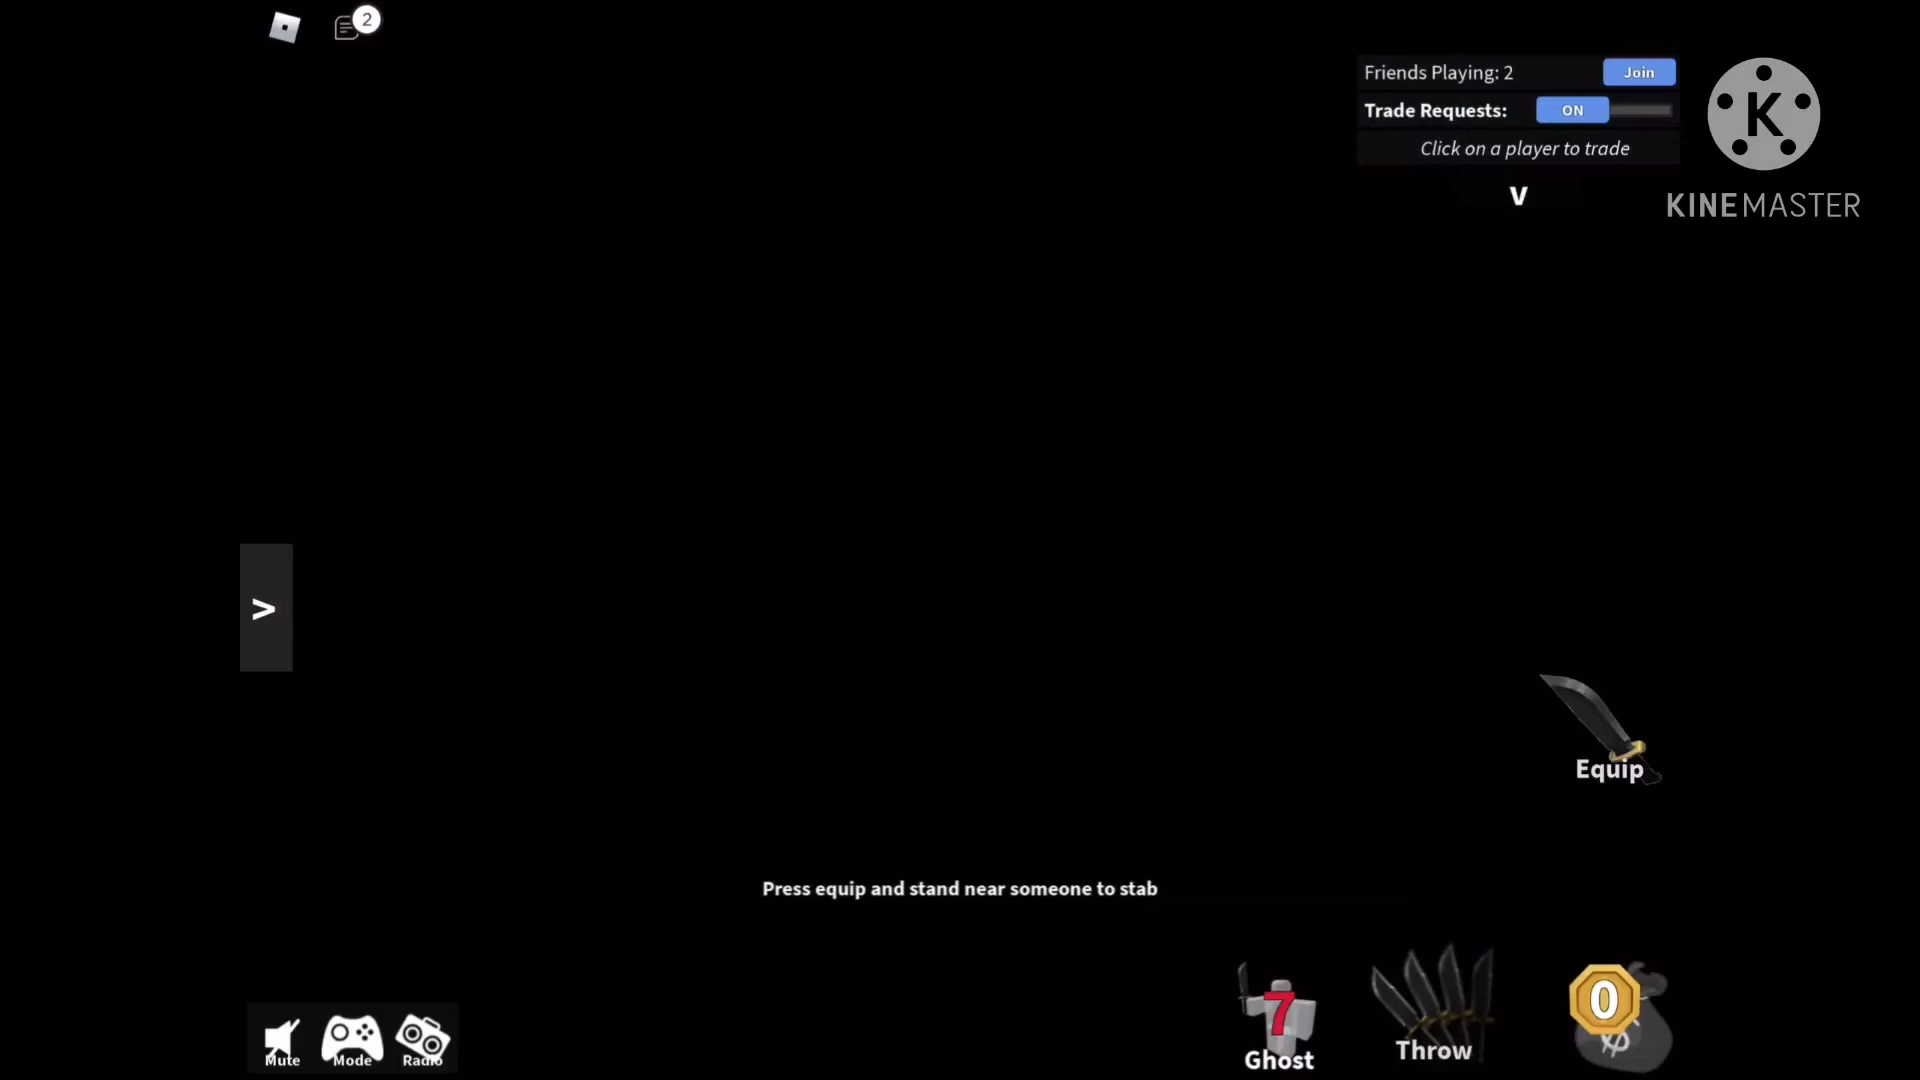 2
Friends Playing: 2
Join
Trade Requests:
ON
Click on a player to trade
V
K
KINEMASTER
>
Equip
Press equip and stand near someone to stab
7
0
Mute
Mode
Radio
Ghost
Throw